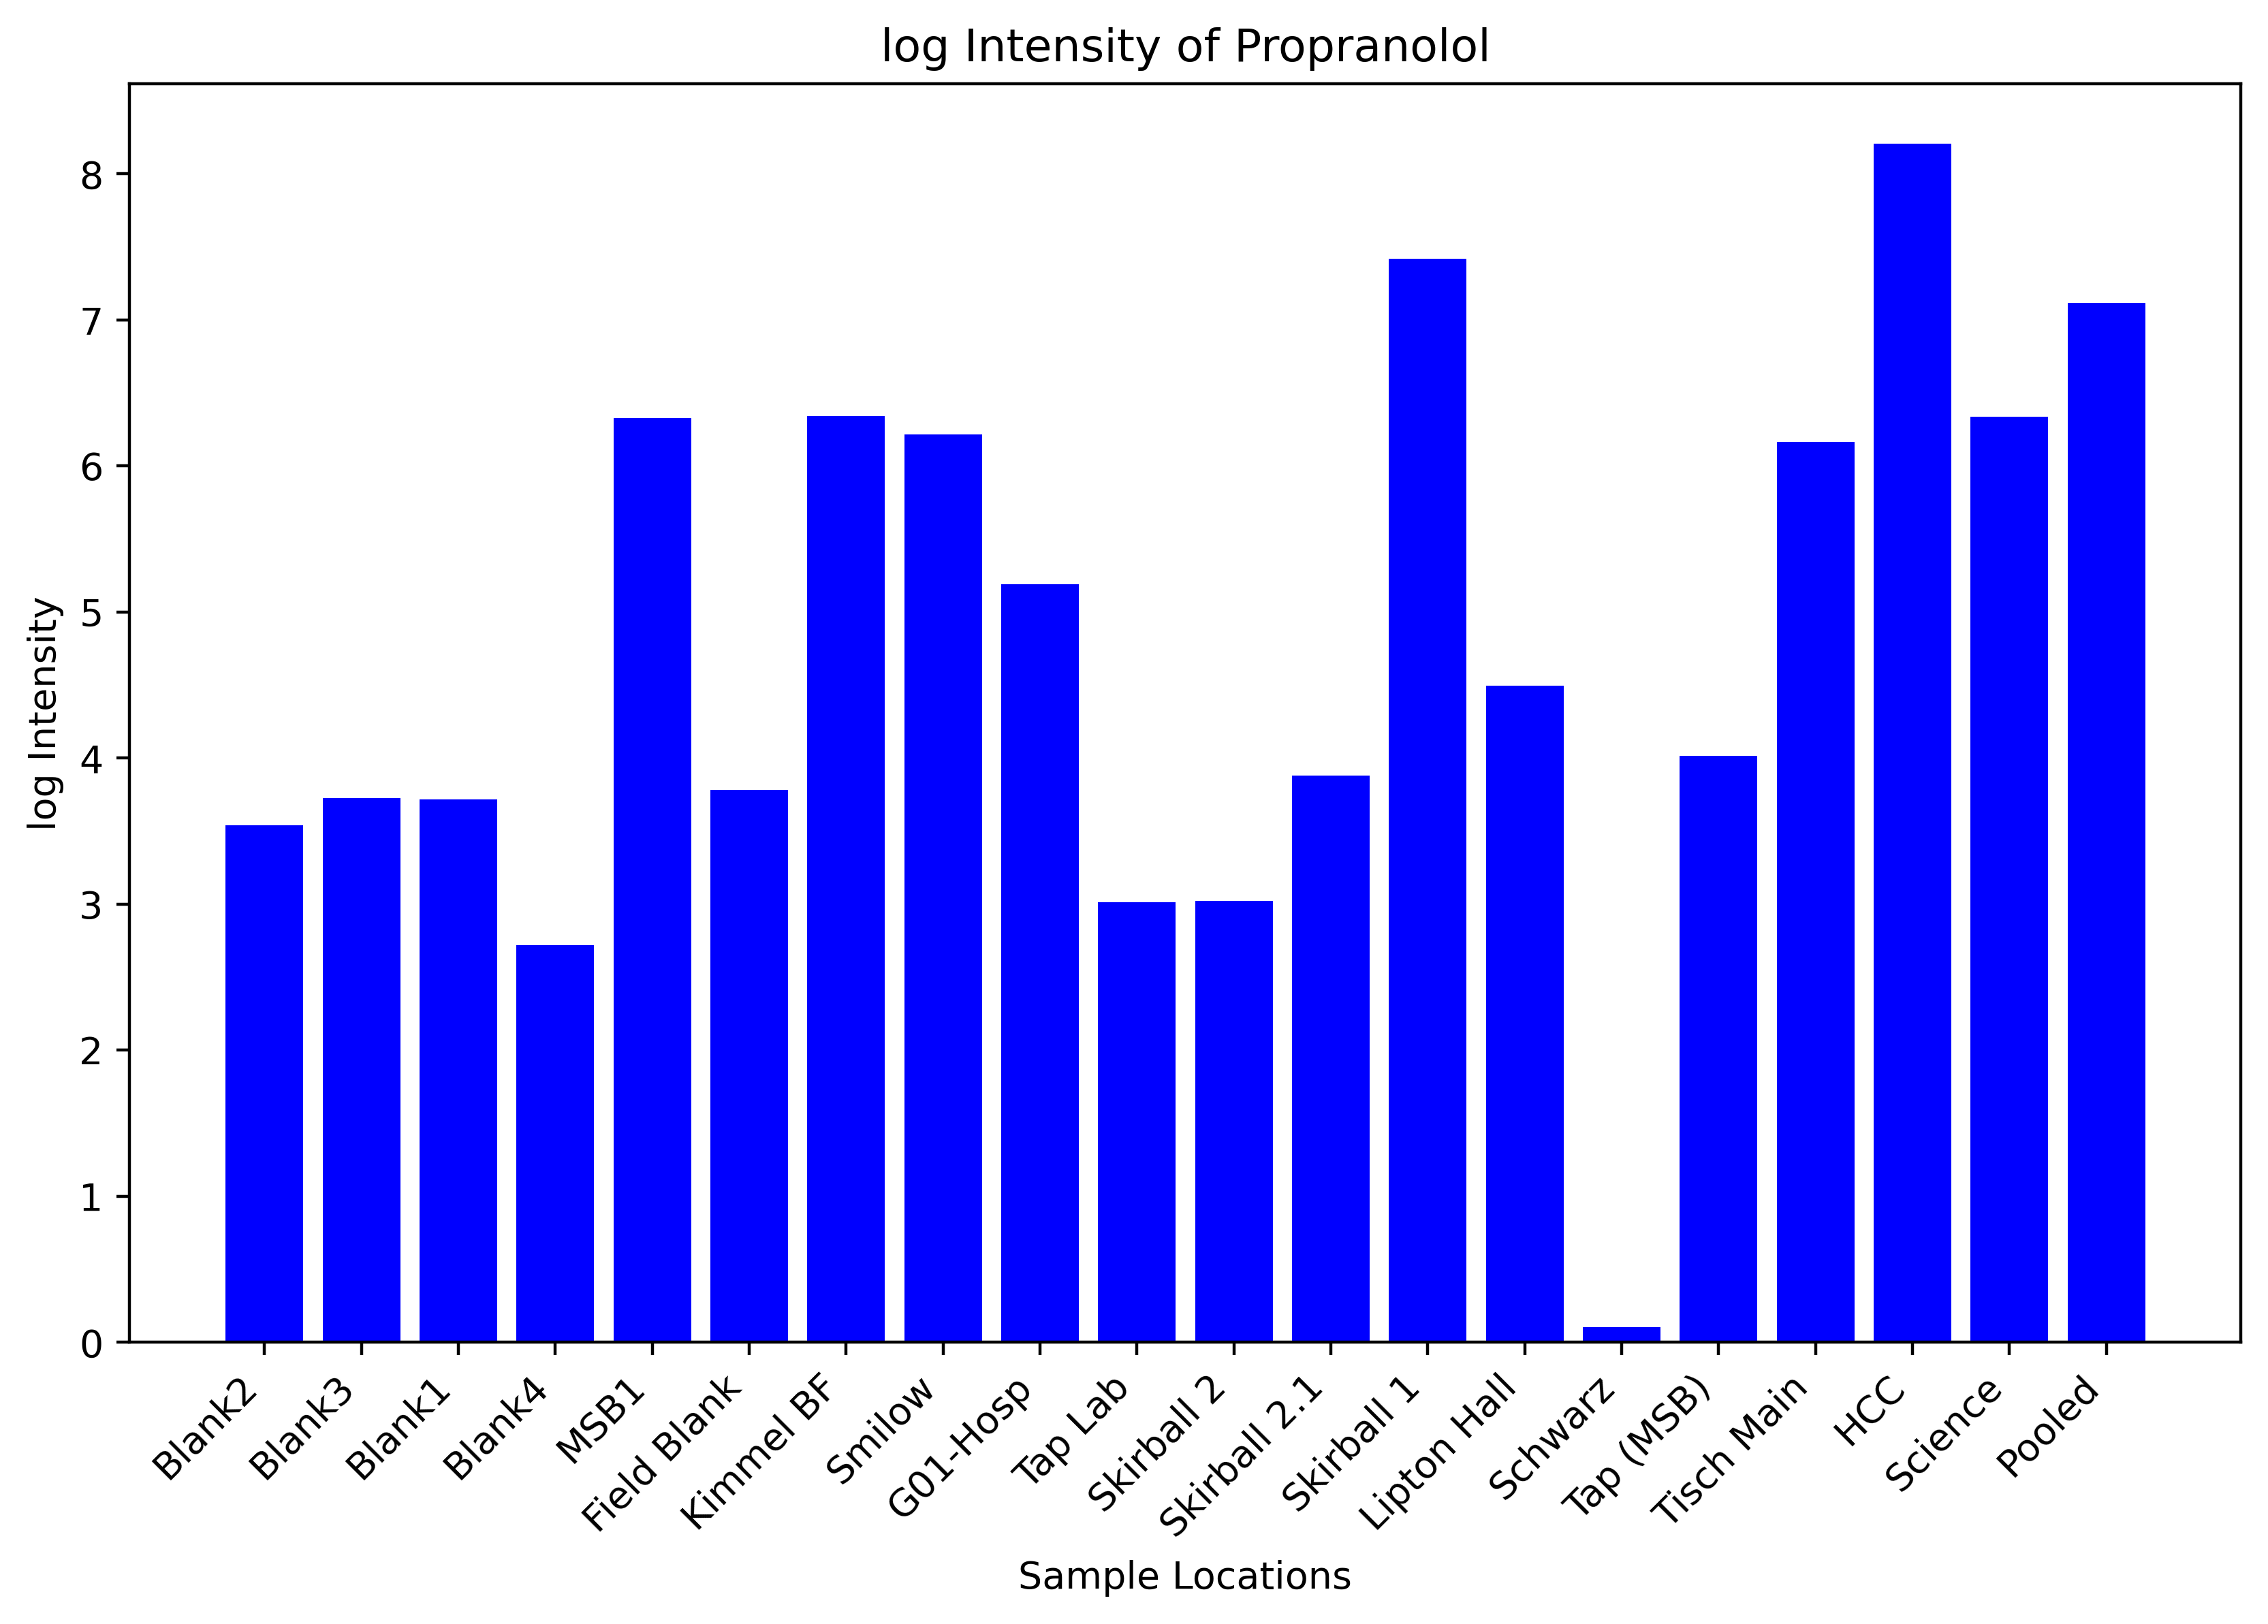 log Intensity of Propranolol
log Intensity
8
7
6
5
4
3
2
1
0
Blank2
Blank3
Blank1
Blank4
MSB1
Field Blank
Kimmel BF
Smilow
G01-Hosp
Tap Lab
Skirball 2
Skirball 2.1
Skirball 1
Lipton Hall
Schwarz
Tap (MSB)
Tisch Main
HCC
Science
Pooled
Sample Locations